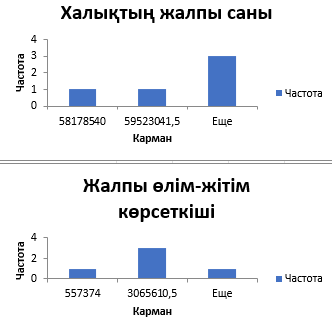 Халықтың жалпы саны
4
3
2
1
0
Частота
58178540 59523041,5 Еще
Карман
Частота
Жалпы өлім-жітім
көрсеткіші
4
2
0
Частота
557374 3065610,5 Еще
Карман
Частота